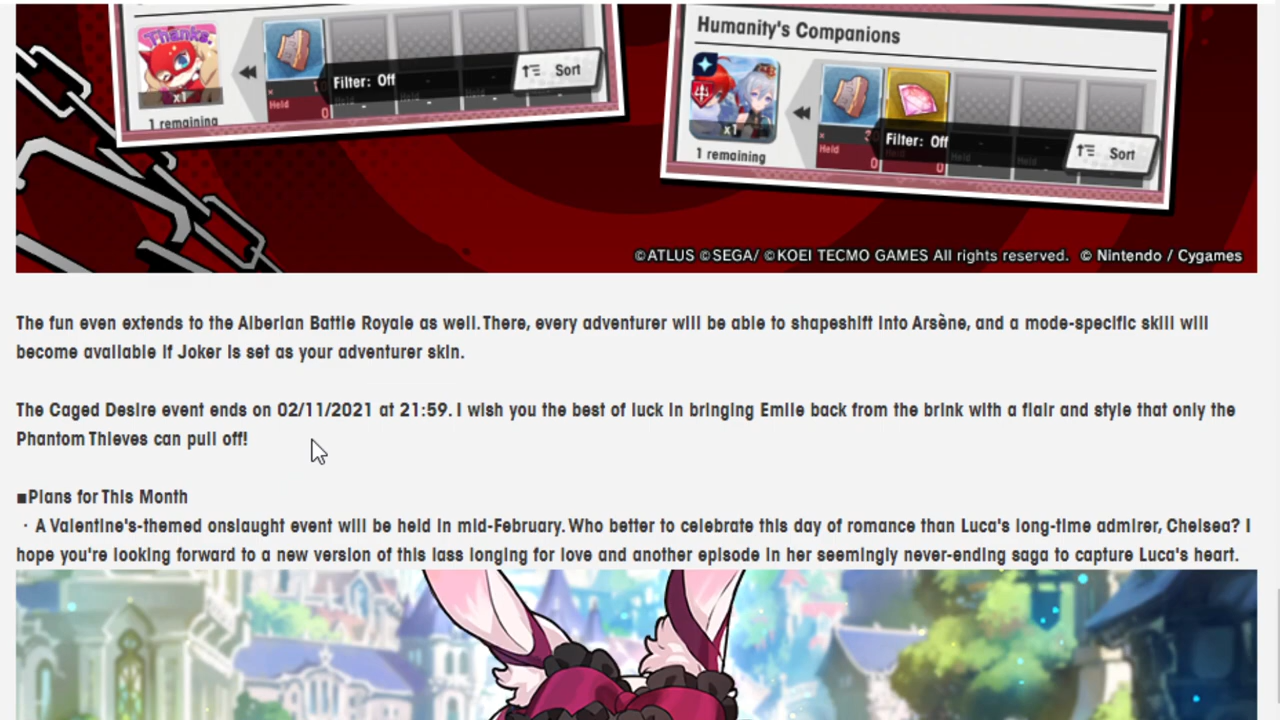 Humanity's Companions
Thanks.
x1
1 remaining
Held
0
Filter: Off
Sort
x1
1 remaining
Held
0
Held
0
Filter: Off
Held
Held
Sort
©ATLUS ©SEGA/ ©KOEI TECMO GAMES All rights reserved. © Nintendo / Cygames
The fun even extends to the Alberian Battle Royale as well. There, every adventurer will be able to shapeshift into Arsène, and a mode-specific skill will
become available if Joker is set as your adventurer skin.
The Caged Desire event ends on 02/11/2021 at 21:59. I wish you the best of luck in bringing Emile back from the brink with a flair and style that only the
Phantom Thieves can pull off!
■Plans for This Month
· A Valentine's-themed onslaught event will be held in mid-February. Who better to celebrate this day of romance than Luca's long-time admirer, Chelsea? I
hope you're looking forward to a new version of this lass longing for love and another episode in her seemingly never-ending saga to capture Luca's heart.